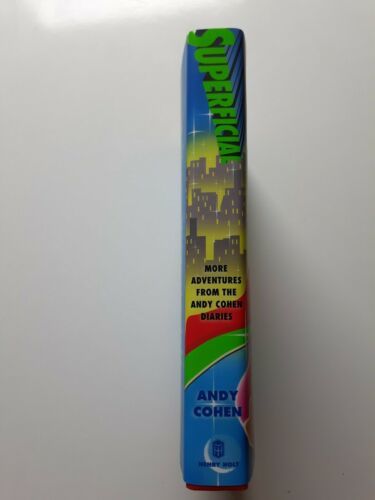 SUPERFICIAL
MORE
ADVENTURES
FROM THE
ANDY COHEN
DIARIES
ANDY
COHEN
HENRY HOLT